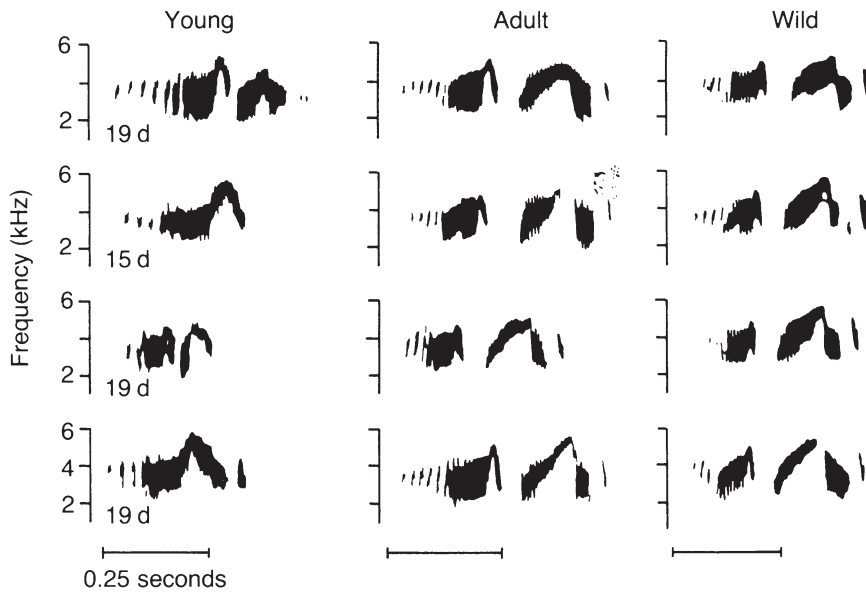 Young
Adult
Wild
6
2
19 d
6
2
15 d
6
2
19 d
6
4
2
19 d
Frequency (kHz)
0.25 seconds